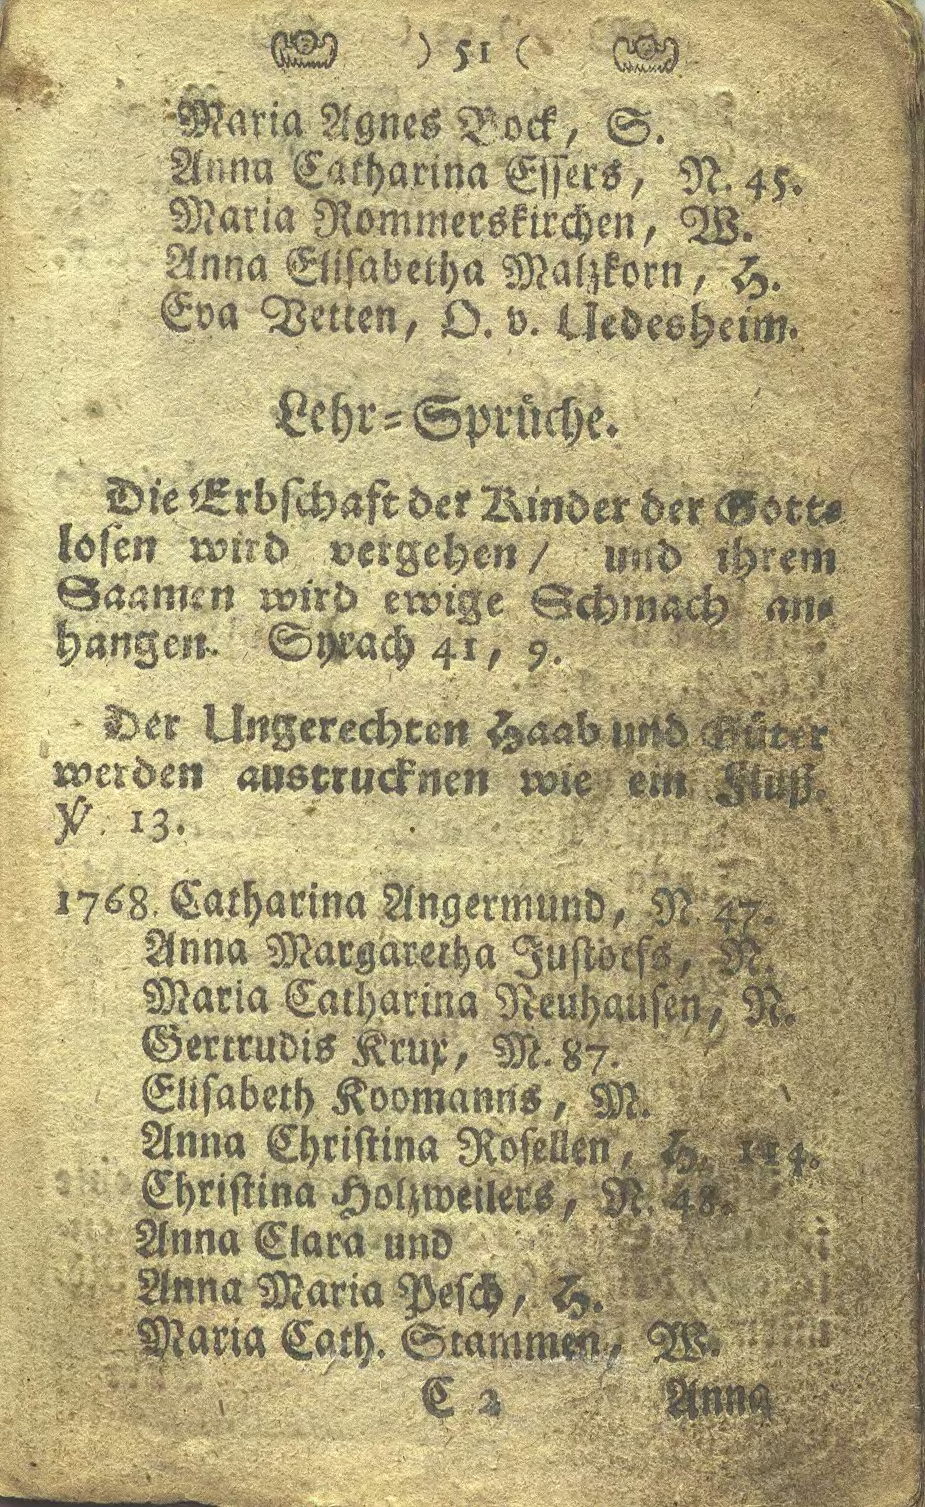 ) 51 (
Maria Agnes Bock, S.
Anna Catharina Essers, N. 45.
Maria Rommerskirchen, W.
Anna Elisabetha Malzkorn, H.
Eva Vetten, O. v. Uedesheim.
Lehr-Sprüche.
Die Erbschaft der Kinder der Gott-
losen wird vergehen / und ihrem
Saamen wird ewige Schmach an-
hangen. Syrach 41, 9.
Der Ungerechten Haab und Güter
werden austrucknen wie ein Fluß.
℣. 13.
1768. Catharina Angermund, N. 47.
Anna Margaretha Justorfs, N.
Maria Catharina Neuhausen, N.
Gertrudis Krup, M. 87.
Elisabeth Koomanns, M.
Anna Christina Rosellen, H. 114.
Christina Holzweilers, N. 48.
Anna Clara und
Anna Maria Pesch, H.
Maria Cath. Stammen, W.
C 2 Anna